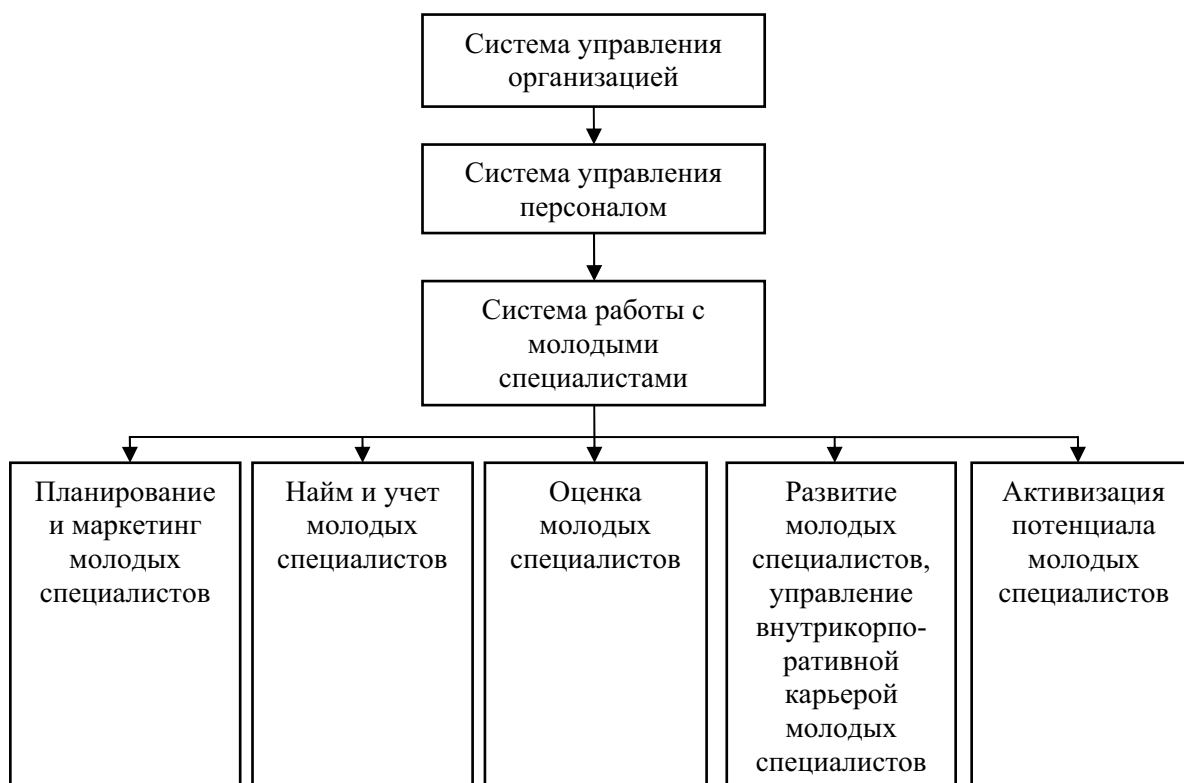 Система управления
организацией
Система управления
персоналом
Система работы с
молодыми
специалистами
Планирование
и маркетинг
молодых
специалистов
Найм и учет
молодых
специалистов
Оценка
молодых
специалистов
Развитие
молодых
специалистов,
управление
внутрикорпо-
ративной
карьерой
молодых
специалистов
Активизация
потенциала
молодых
специалистов